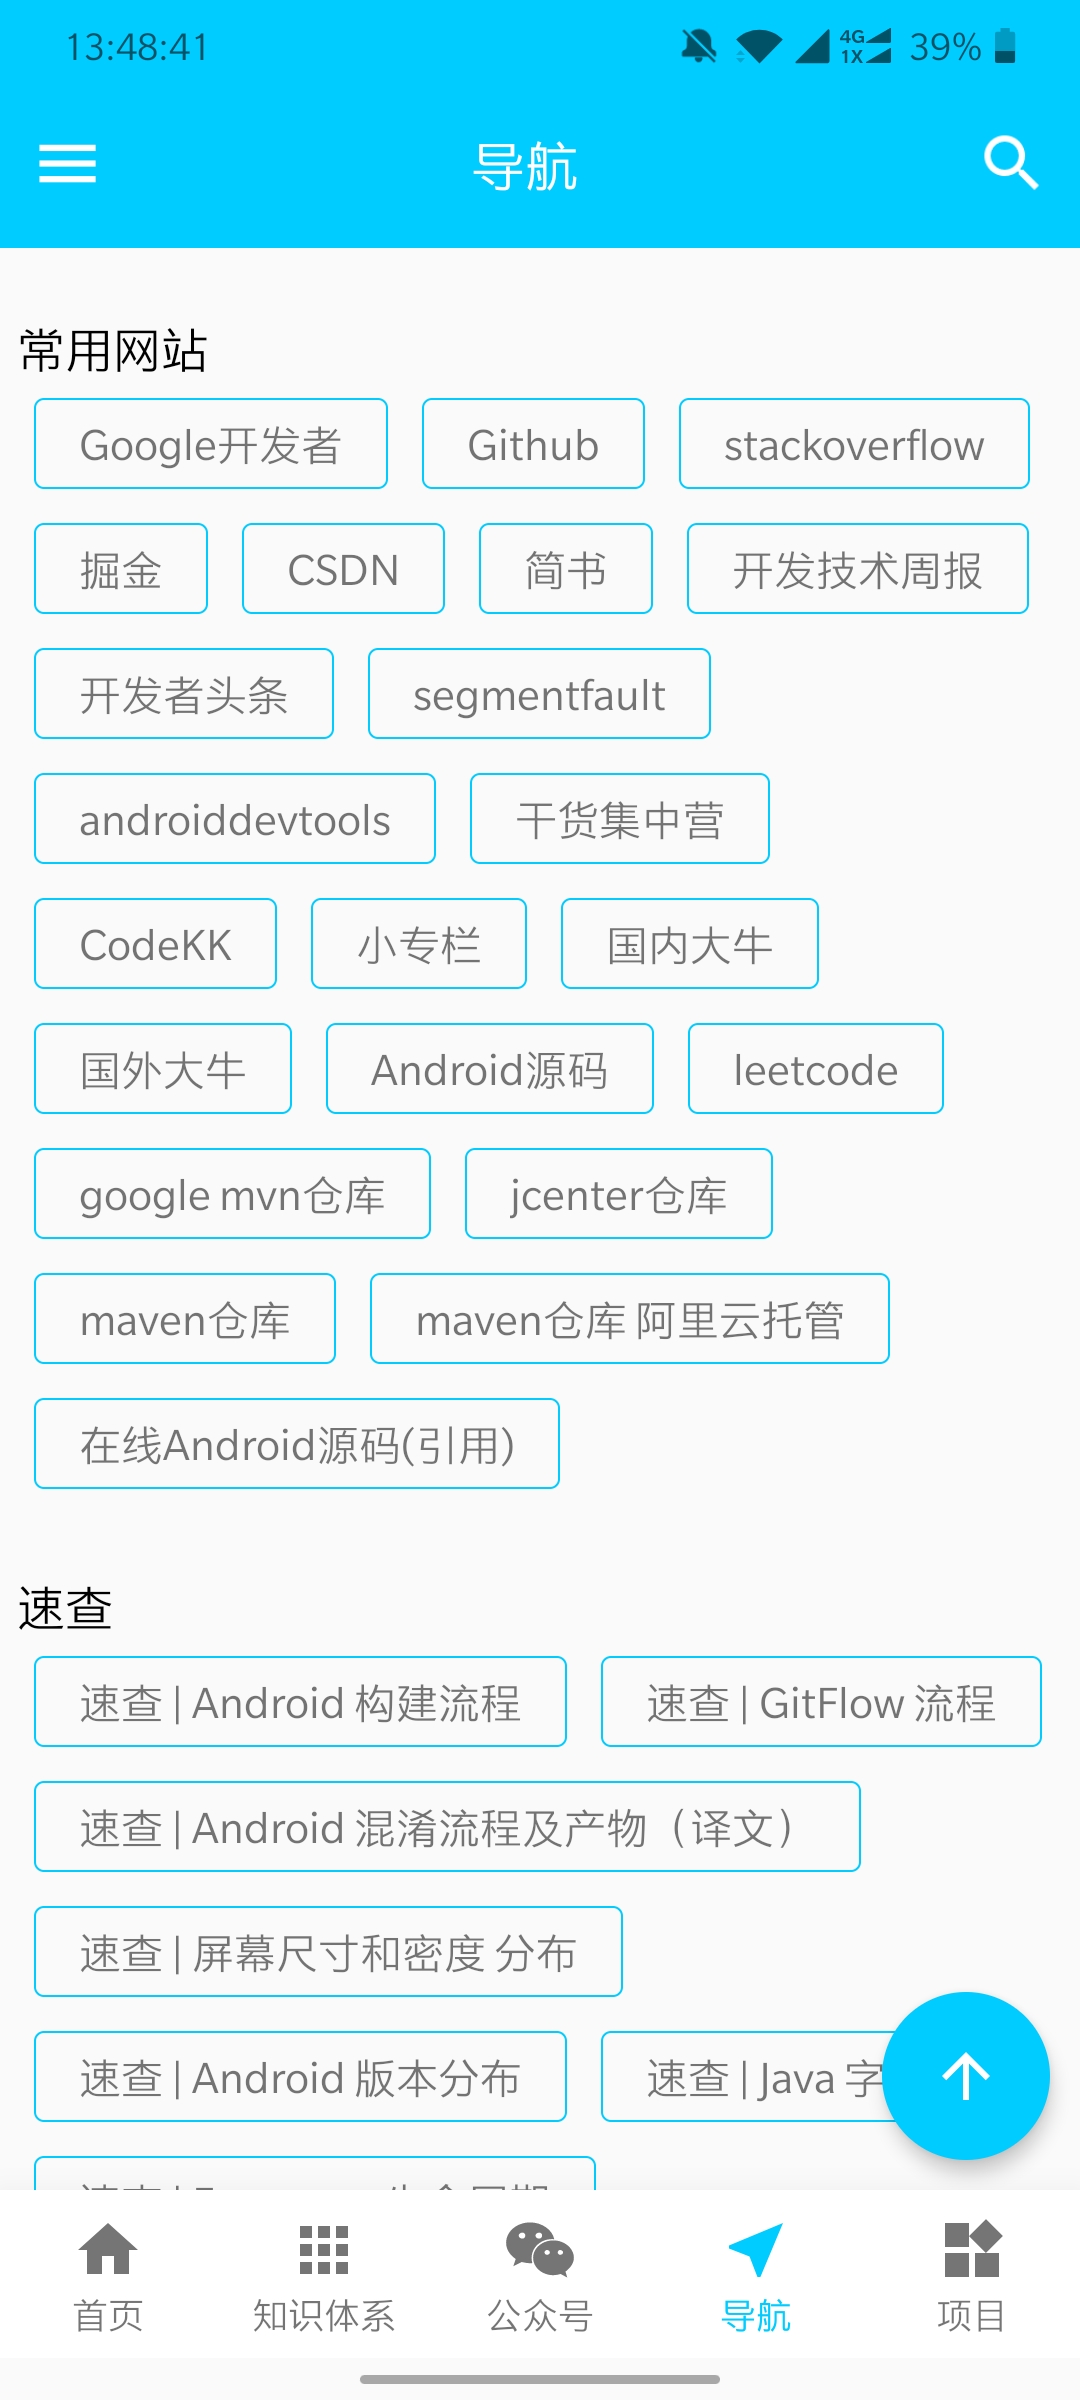 13:48:41 4G 1X 39%
导航
常用网站
Google开发者 Github stackoverflow
掘金 CSDN 简书 开发技术周报
开发者头条 segmentfault
androiddevtools 干货集中营
CodeKK 小专栏 国内大牛
国外大牛 Android源码 leetcode
google mvn仓库 jcenter仓库
maven仓库 maven仓库 阿里云托管
在线Android源码(引用)
速查
速查 | Android 构建流程 速查 | GitFlow 流程
速查 | Android 混淆流程及产物（译文）
速查 | 屏幕尺寸和密度 分布
速查 | Android 版本分布 速查 | Java 字
首页 知识体系 公众号 导航 项目